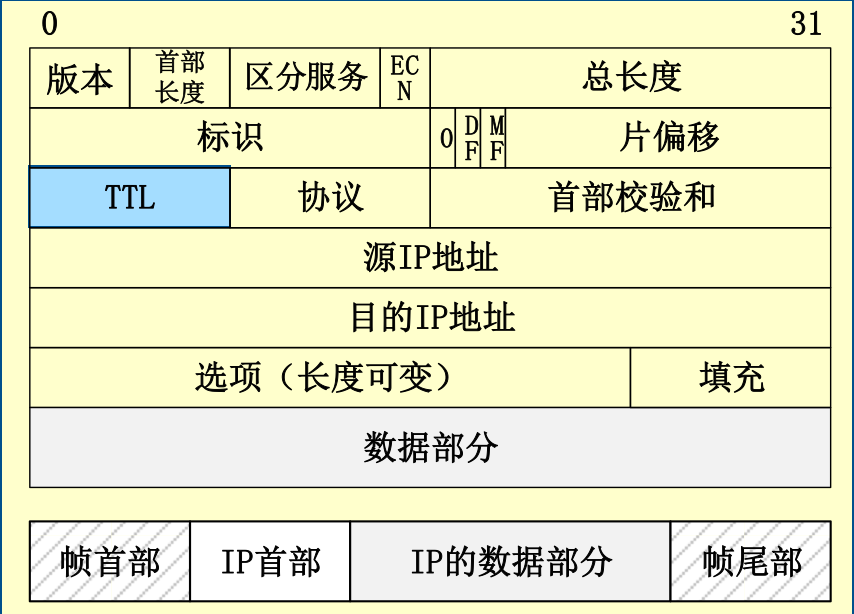 0 31
版本 首部长度 区分服务 ECN 总长度
标识 0 DF MF 片偏移
TTL 协议 首部校验和
源IP地址
目的IP地址
选项（长度可变） 填充
数据部分
帧首部 IP首部 IP的数据部分 帧尾部